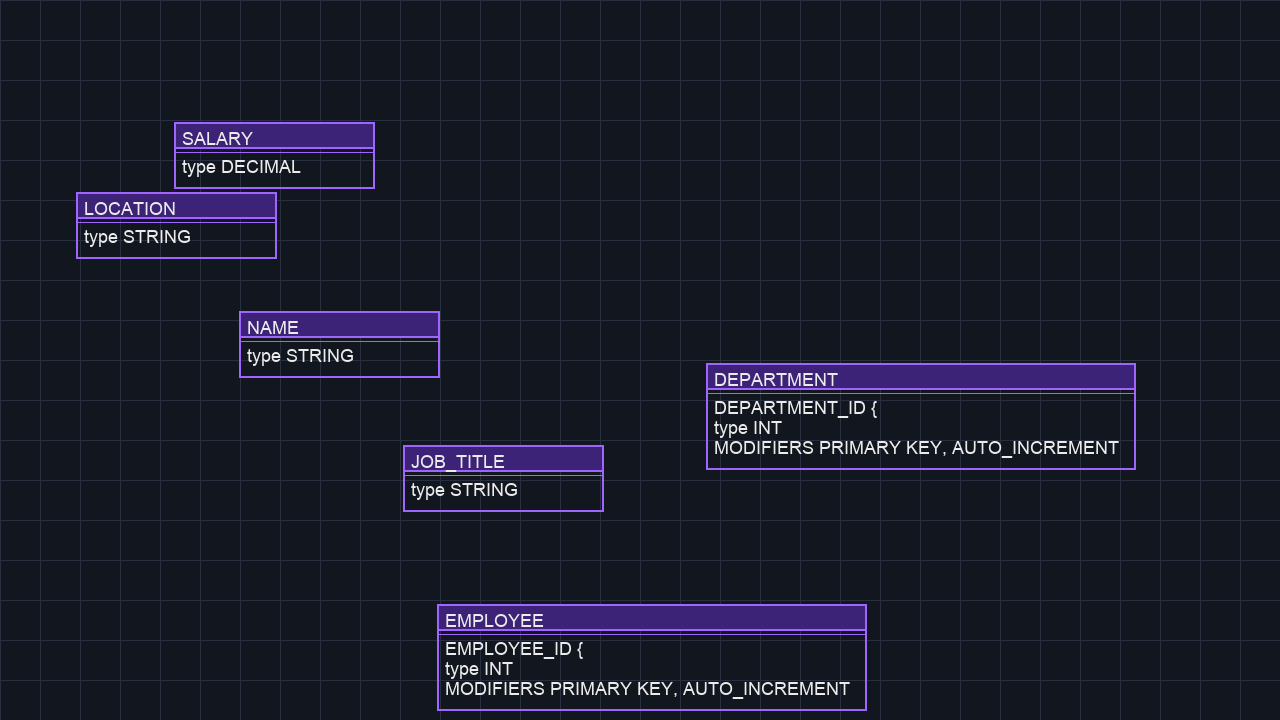 SALARY
type DECIMAL
LOCATION
type STRING
NAME
type STRING
DEPARTMENT
DEPARTMENT_ID {
type INT
MODIFIERS PRIMARY KEY, AUTO_INCREMENT
JOB_TITLE
type STRING
EMPLOYEE
EMPLOYEE_ID {
type INT
MODIFIERS PRIMARY KEY, AUTO_INCREMENT